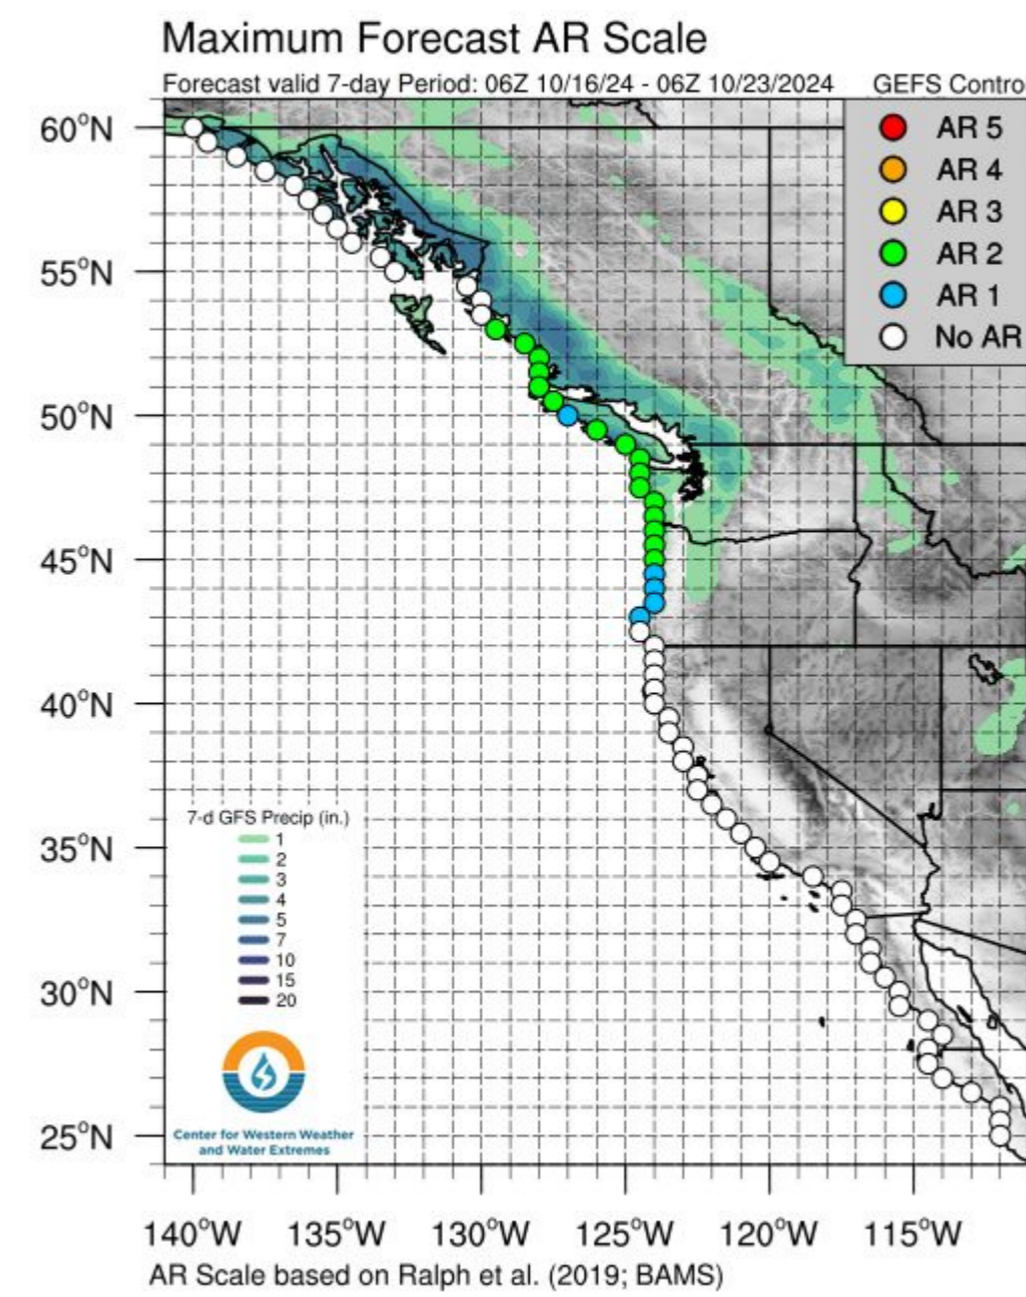 Maximum Forecast AR Scale
Forecast valid 7-day Period: 06Z 10/16/24 - 06Z 10/23/2024 GEFS Contro
60°N
55°N
50°N
45°N
40°N
35°N
30°N
25°N
AR 5
AR 4
AR 3
AR 2
AR 1
No AR
7-d GFS Precip (in.)
1
2
3
4
5
7
10
15
20
Center for Western Weather
and Water Extremes
140°W 135°W 130°W 125°W 120°W 115°W
AR Scale based on Ralph et al. (2019; BAMS)